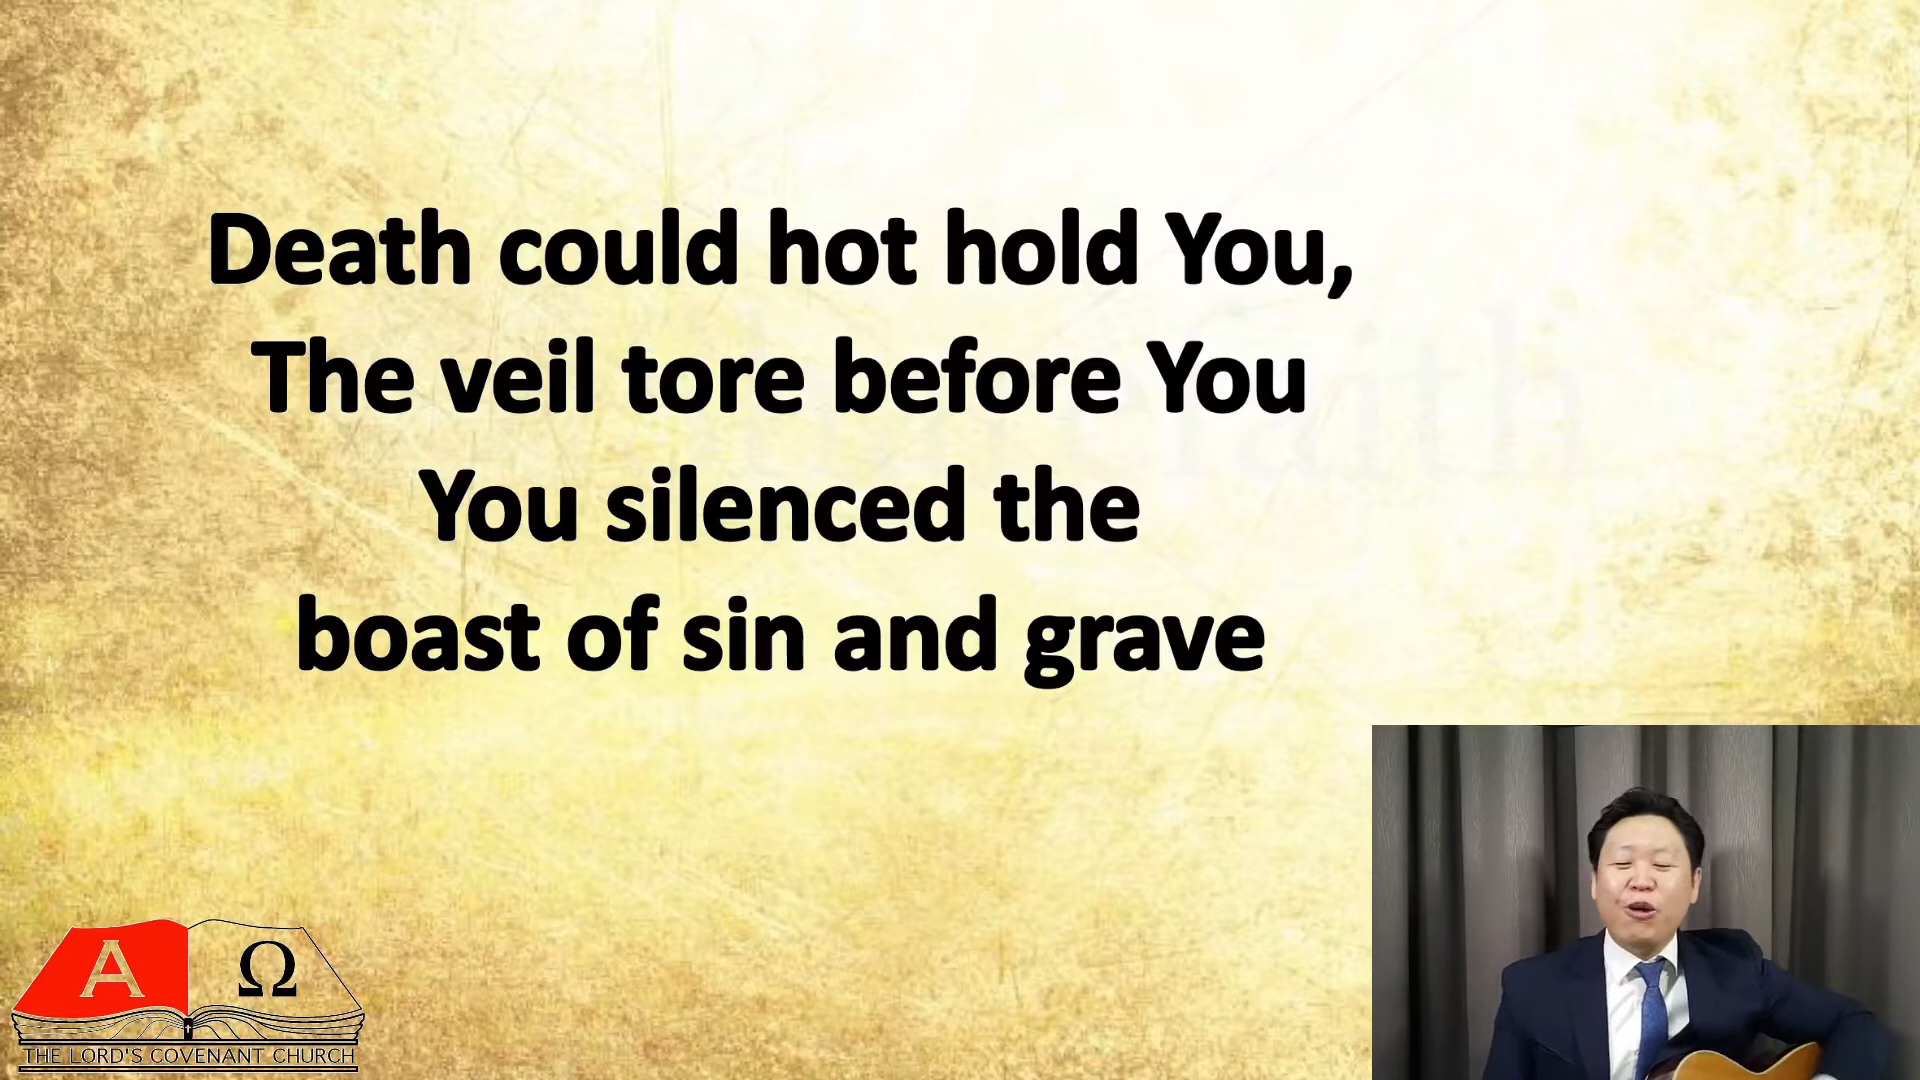 Death could hot hold You,
The veil tore before You
You silenced the
boast of sin and grave
Α Ω
THE LORD'S COVENANT CHURCH